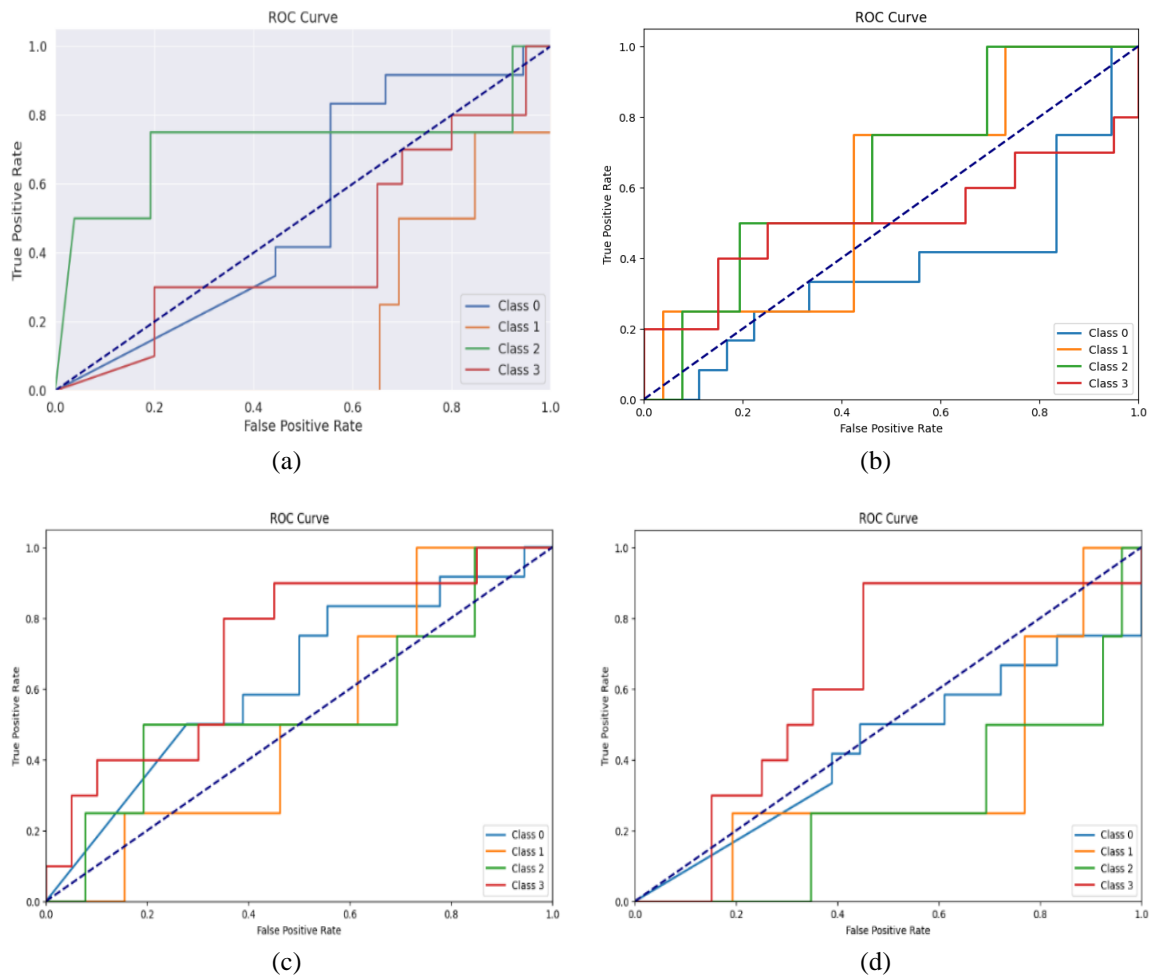 ROC Curve
1.0
0.8
0.6
0.4
0.2
0.0
True Positive Rate
Class 0
Class 1
Class 2
Class 3
0.0 0.2 0.4 0.6 0.8 1.0
False Positive Rate
(a)
ROC Curve
1.0
0.8
0.6
0.4
0.2
0.0
True Positive Rate
Class 0
Class 1
Class 2
Class 3
0.0 0.2 0.4 0.6 0.8 1.0
False Positive Rate
(b)
ROC Curve
1.0
0.8
0.6
0.4
0.2
0.0
True Positive Rate
Class 0
Class 1
Class 2
Class 3
0.0 0.2 0.4 0.6 0.8 1.0
False Positive Rate
(c)
ROC Curve
1.0
0.8
0.6
0.4
0.2
0.0
True Positive Rate
Class 0
Class 1
Class 2
Class 3
0.0 0.2 0.4 0.6 0.8 1.0
False Positive Rate
(d)